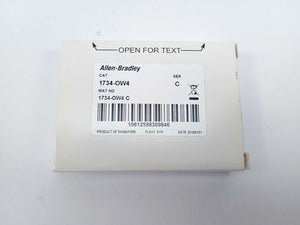 OPEN FOR TEXT
Allen-Bradley
CAT SER
1734-OW4 C
MAT NO
1734-OW4 C
10612598309846
PRODUCT OF SINGAPORE PLANT SITV DATE